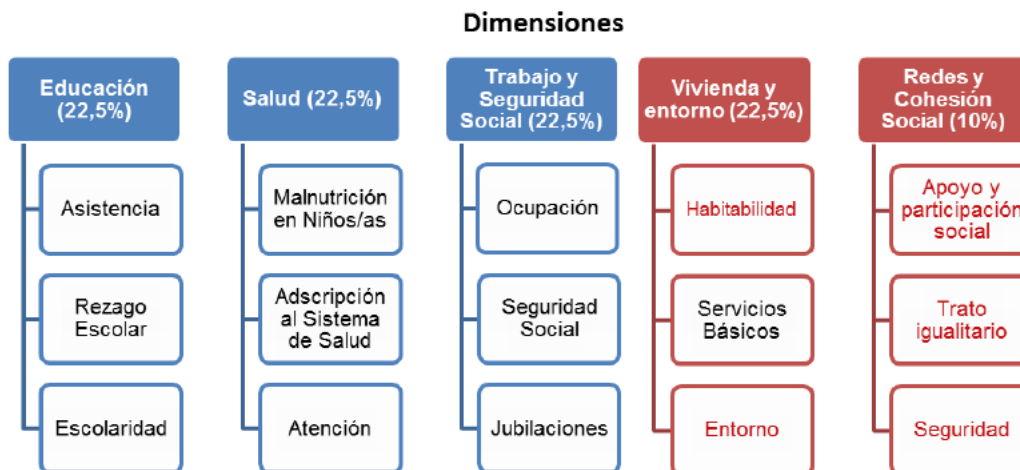 Dimensiones
Educación
(22,5%)
Asistencia
Rezago
Escolar
Escolaridad
Salud (22,5%)
Malnutrición
en Niños/as
Adscripción
al Sistema
de Salud
Atención
Trabajo y
Seguridad
Social (22,5%)
Ocupación
Seguridad
Social
Jubilaciones
Vivienda y
entorno (22,5%)
Habitabilidad
Servicios
Básicos
Entorno
Redes y
Cohesión
Social (10%)
Apoyo y
participación
social
Trato
igualitario
Seguridad